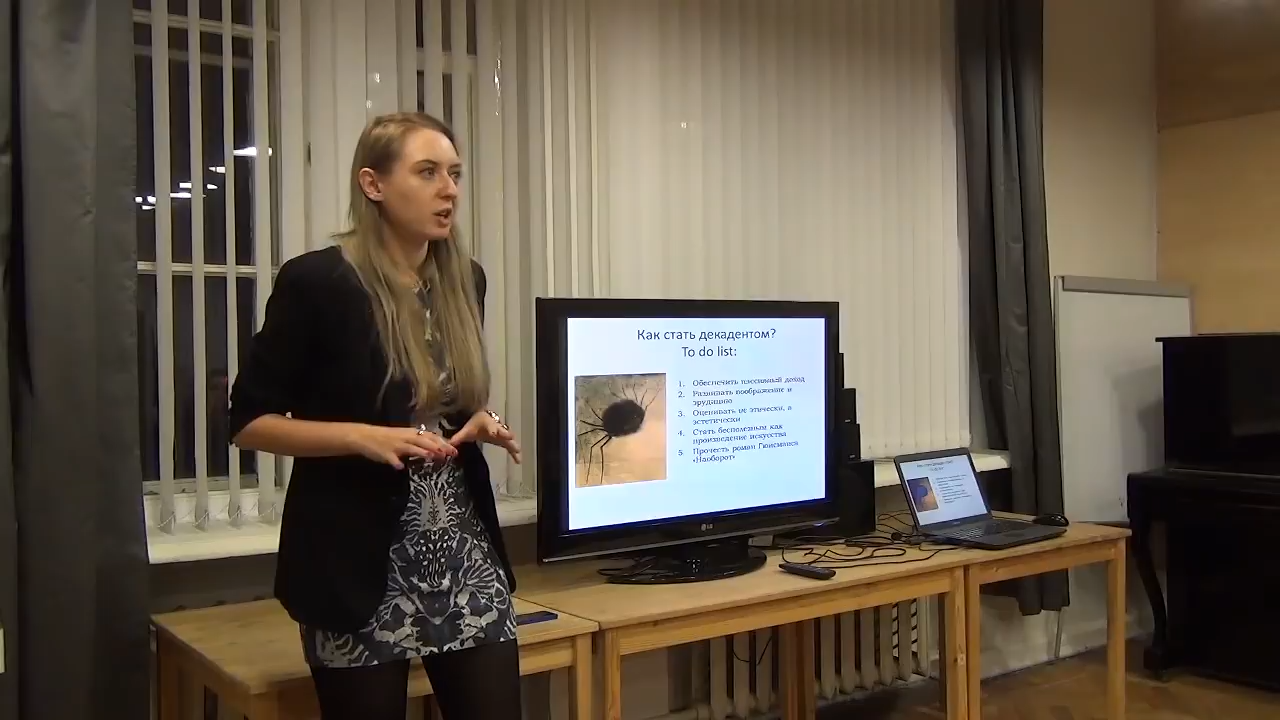 Как стать декадентом?
To do list:
1. Обеспечить пассивный доход
2. Развивать воображение и
эрудицию
3. Оценивать не этически, а
эстетически
4. Стать бесполезным как
произведение искусства
5. Прочесть роман Гюисманса
«Наоборот»
LG